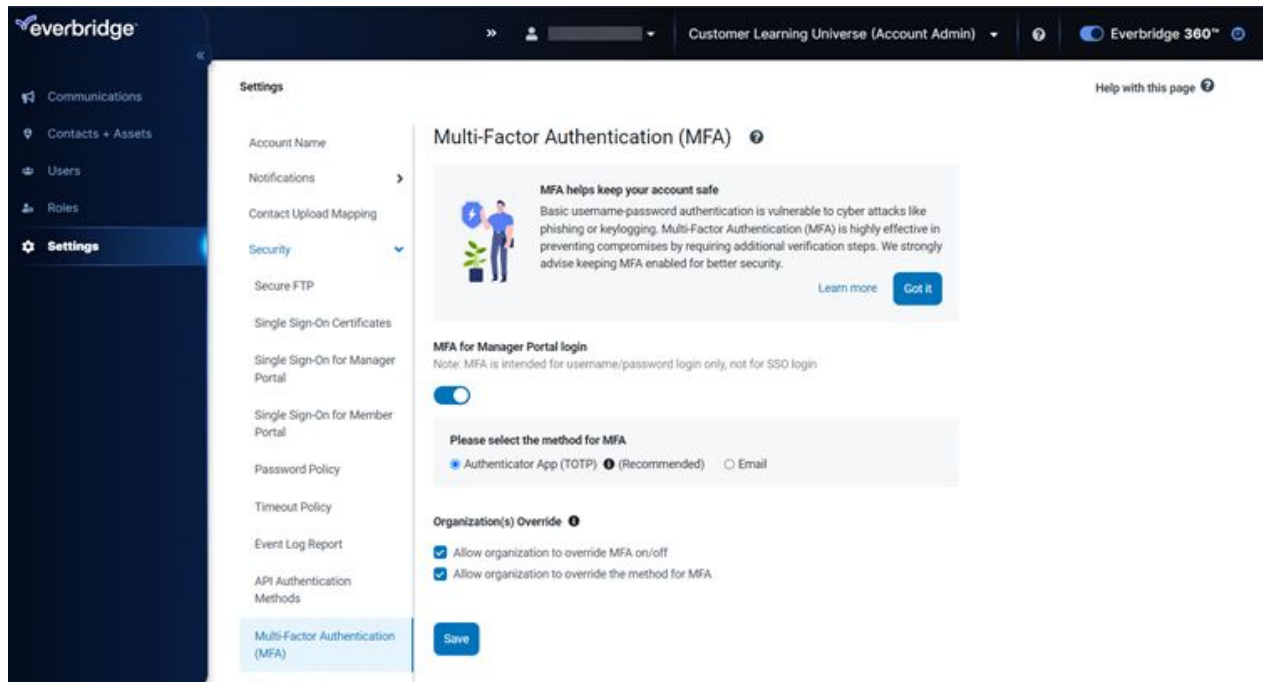 everbridge
»
Customer Learning Universe (Account Admin)
Everbridge 360™
«
Communications
Contacts + Assets
Users
Roles
Settings
Settings
Help with this page
Account Name
Notifications
Contact Upload Mapping
Security
Secure FTP
Single Sign-On Certificates
Single Sign-On for Manager
Portal
Single Sign-On for Member
Portal
Password Policy
Timeout Policy
Event Log Report
API Authentication
Methods
Multi-Factor Authentication
(MFA)
Multi-Factor Authentication (MFA)
MFA helps keep your account safe
Basic username-password authentication is vulnerable to cyber attacks like
phishing or keylogging. Multi-Factor Authentication (MFA) is highly effective in
preventing compromises by requiring additional verification steps. We strongly
advise keeping MFA enabled for better security.
Learn more
Got it
MFA for Manager Portal login
Note: MFA is intended for username/password login only, not for SSO login
Please select the method for MFA
Authenticator App (TOTP) (Recommended) Email
Organization(s) Override
Allow organization to override MFA on/off
Allow organization to override the method for MFA
Save